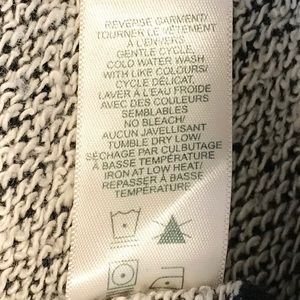 REVERSE GARMENT/
TOURNER LE VÊTEMENT
À L'ENVERS
GENTLE CYCLE,
COLD WATER WASH
WITH LIKE COLOURS/
CYCLE DÉLICAT,
LAVER À L'EAU FROIDE
AVEC DES COULEURS
SEMBLABLES
NO BLEACH/
AUCUN JAVELLISANT
TUMBLE DRY LOW/
SÉCHAGE PAR CULBUTAGE
À BASSE TEMPÉRATURE
IRON AT LOW HEAT/
REPASSER À BASSE
TEMPÉRATURE